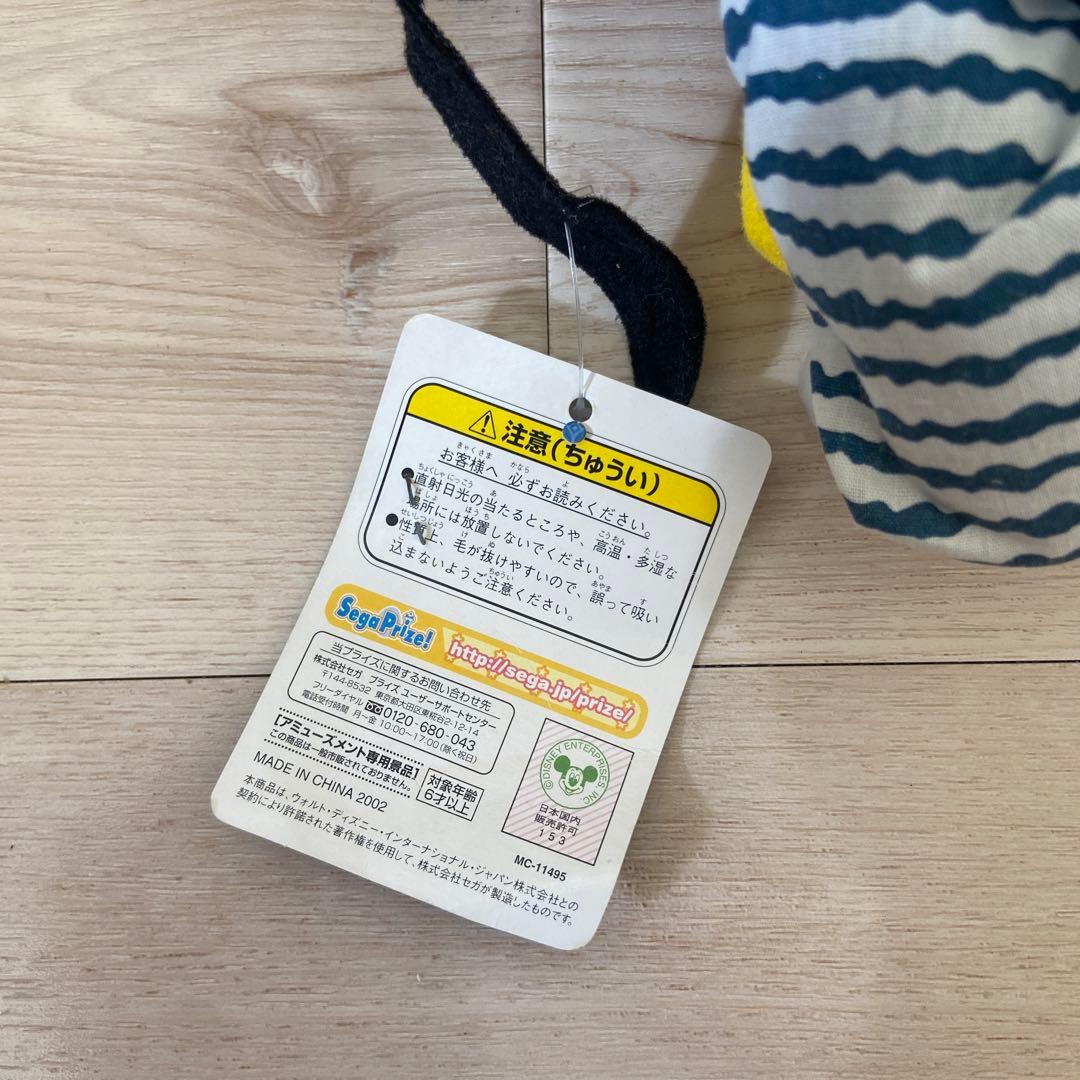 注意(ちゅうい)
お客様へ 必ずお読みください。
●直射日光の当たるところや、高温・多湿な
場所には放置しないでください。
●性質上、毛が抜けやすいので、誤って吸い
込まないようご注意ください。
Sega Prize!
http://sega.jp/prize/
当プライズに関するお問い合わせ先
株式会社セガ プライズ ユーザーサポートセンター
〒144-8532 東京都大田区東糀谷2-12-14
フリーダイヤル 0120-680-043
電話受付時間 月〜金 10:00〜17:00(除く祝日)
[アミューズメント専用景品]
この商品は一般市販されておりません。
対象年齢
6才以上
MADE IN CHINA 2002
©DISNEY ENTERPRISES, INC.
日本国内
販売許可
153
MC-11495
本商品は、ウォルト・ディズニー・インターナショナル・ジャパン株式会社との
契約により許諾された著作権を使用して、株式会社セガが製造したものです。